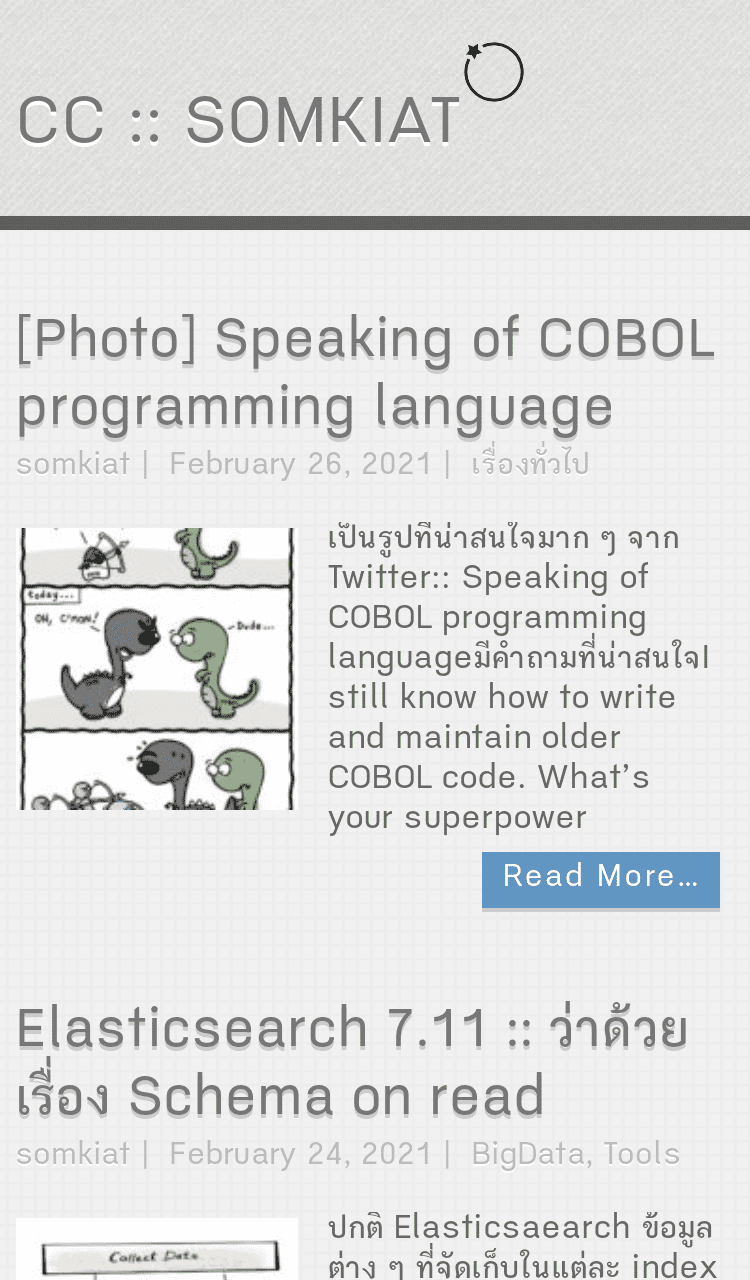 CC :: SOMKIAT
[Photo] Speaking of COBOL
programming language
somkiat | February 26, 2021 | เรื่องทั่วไป
เป็นรูปที่น่าสนใจมาก ๆ จาก
Twitter:: Speaking of
COBOL programming
languageมีคำถามที่น่าสนใจI
still know how to write
and maintain older
COBOL code. What’s
your superpower
today...
OH, C'MON!
Dude...
Read More…
Elasticsearch 7.11 :: ว่าด้วย
เรื่อง Schema on read
somkiat | February 24, 2021 | BigData, Tools
Collect Data
ปกติ Elasticsaearch ข้อมูล
ต่าง ๆ ที่จัดเก็บในแต่ละ index